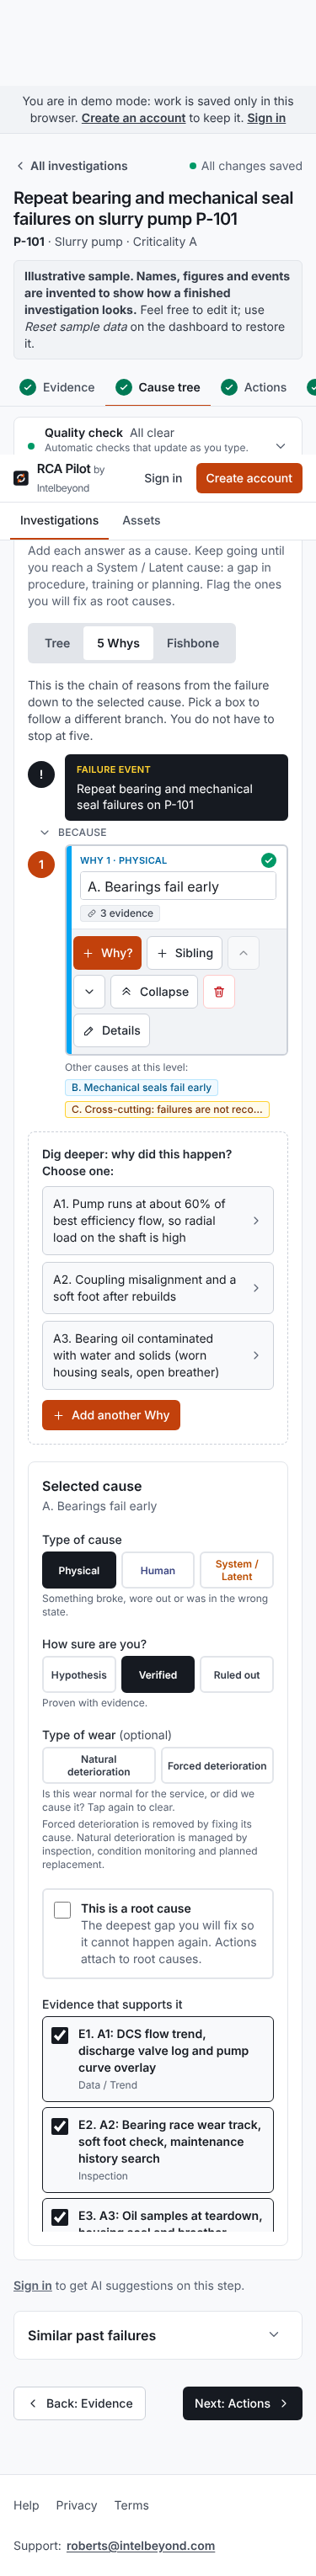 You are in demo mode: work is saved only in this
browser. Create an account to keep it. Sign in
All investigations
All changes saved
Repeat bearing and mechanical seal
failures on slurry pump P-101
P-101 · Slurry pump · Criticality A
Illustrative sample. Names, figures and events
are invented to show how a finished
investigation looks. Feel free to edit it; use
Reset sample data on the dashboard to restore
it.
Evidence
Cause tree
Actions
Quality check All clear
Automatic checks that update as you type.
RCA Pilot by
Intelbeyond
Sign in
Create account
Investigations
Assets
Add each answer as a cause. Keep going until
you reach a System / Latent cause: a gap in
procedure, training or planning. Flag the ones
you will fix as root causes.
Tree
5 Whys
Fishbone
This is the chain of reasons from the failure
down to the selected cause. Pick a box to
follow a different branch. You do not have to
stop at five.
!
FAILURE EVENT
Repeat bearing and mechanical
seal failures on P-101
BECAUSE
1
WHY 1 · PHYSICAL
A. Bearings fail early
3 evidence
Why?
Sibling
Collapse
Details
Other causes at this level:
B. Mechanical seals fail early
C. Cross-cutting: failures are not reco...
Dig deeper: why did this happen?
Choose one:
A1. Pump runs at about 60% of
best efficiency flow, so radial
load on the shaft is high
A2. Coupling misalignment and a
soft foot after rebuilds
A3. Bearing oil contaminated
with water and solids (worn
housing seals, open breather)
Add another Why
Selected cause
A. Bearings fail early
Type of cause
Physical
Human
System /
Latent
Something broke, wore out or was in the wrong
state.
How sure are you?
Hypothesis
Verified
Ruled out
Proven with evidence.
Type of wear (optional)
Natural
deterioration
Forced deterioration
Is this wear normal for the service, or did we
cause it? Tap again to clear.
Forced deterioration is removed by fixing its
cause. Natural deterioration is managed by
inspection, condition monitoring and planned
replacement.
This is a root cause
The deepest gap you will fix so
it cannot happen again. Actions
attach to root causes.
Evidence that supports it
E1. A1: DCS flow trend,
discharge valve log and pump
curve overlay
Data / Trend
E2. A2: Bearing race wear track,
soft foot check, maintenance
history search
Inspection
E3. A3: Oil samples at teardown,
housing seal and breather
Sign in to get AI suggestions on this step.
Similar past failures
Back: Evidence
Next: Actions
Help
Privacy
Terms
Support: roberts@intelbeyond.com